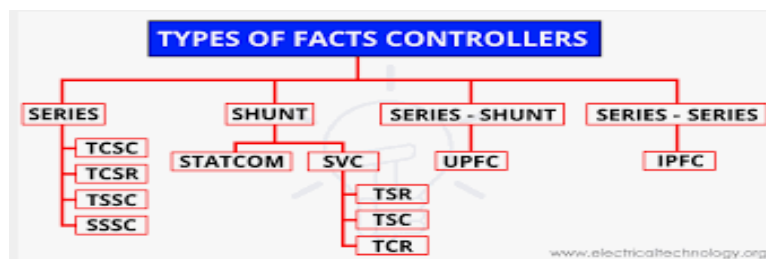 TYPES OF FACTS CONTROLLERS
SERIES
SHUNT
SERIES - SHUNT
SERIES - SERIES
TCSC
TCSR
TSSC
SSSC
STATCOM
SVC
TSR
TSC
TCR
UPFC
IPFC
www.electricaltechnology.org